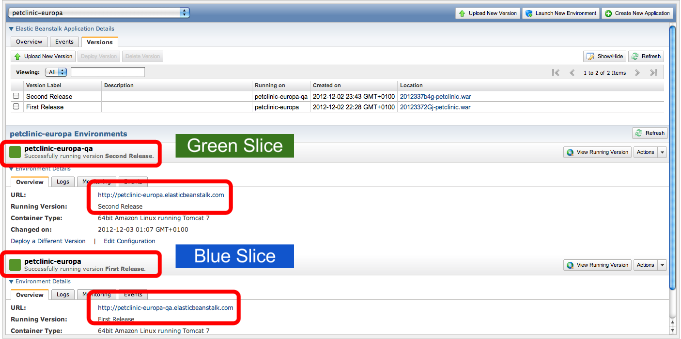 petclinic-europa
Upload New Version
Launch New Environment
Create New Application
Elastic Beanstalk Application Details
Overview Events Versions
Upload New Version Deploy Version Delete Version
Show/Hide Refresh
Viewing: All
1 to 2 of 2 Items
Version Label Description Running on Created on Location
Second Release petclinic-europa-qa 2012-12-02 23:43 GMT+0100 2012337b4g-petclinic.war
First Release petclinic-europa 2012-12-02 22:28 GMT+0100 20123372Gj-petclinic.war
petclinic-europa Environments
Refresh
petclinic-europa-qa
Successfully running version Second Release.
Green Slice
View Running Version Actions
Environment Details
Overview Logs Monitoring Events
URL: http://petclinic-europa.elasticbeanstalk.com
Running Version: Second Release
Container Type: 64bit Amazon Linux running Tomcat 7
Changed on: 2012-12-03 01:07 GMT+0100
Deploy a Different Version | Edit Configuration
petclinic-europa
Successfully running version First Release.
Blue Slice
View Running Version Actions
Environment Details
Overview Logs Monitoring Events
URL: http://petclinic-europa-qa.elasticbeanstalk.com
Running Version: First Release
Container Type: 64bit Amazon Linux running Tomcat 7